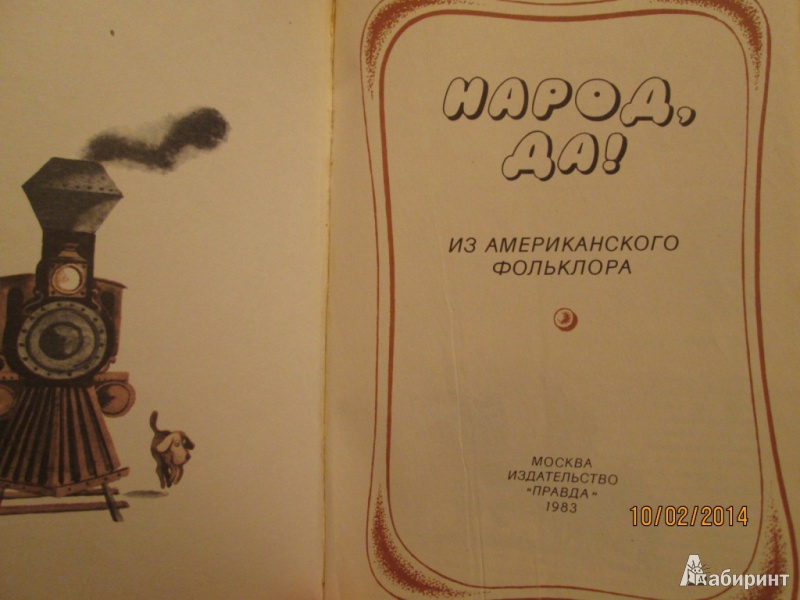 НАРОД,
ДА!
ИЗ АМЕРИКАНСКОГО
ФОЛЬКЛОРА
МОСКВА
ИЗДАТЕЛЬСТВО
"ПРАВДА"
1983
10/02/2014
Лабиринт